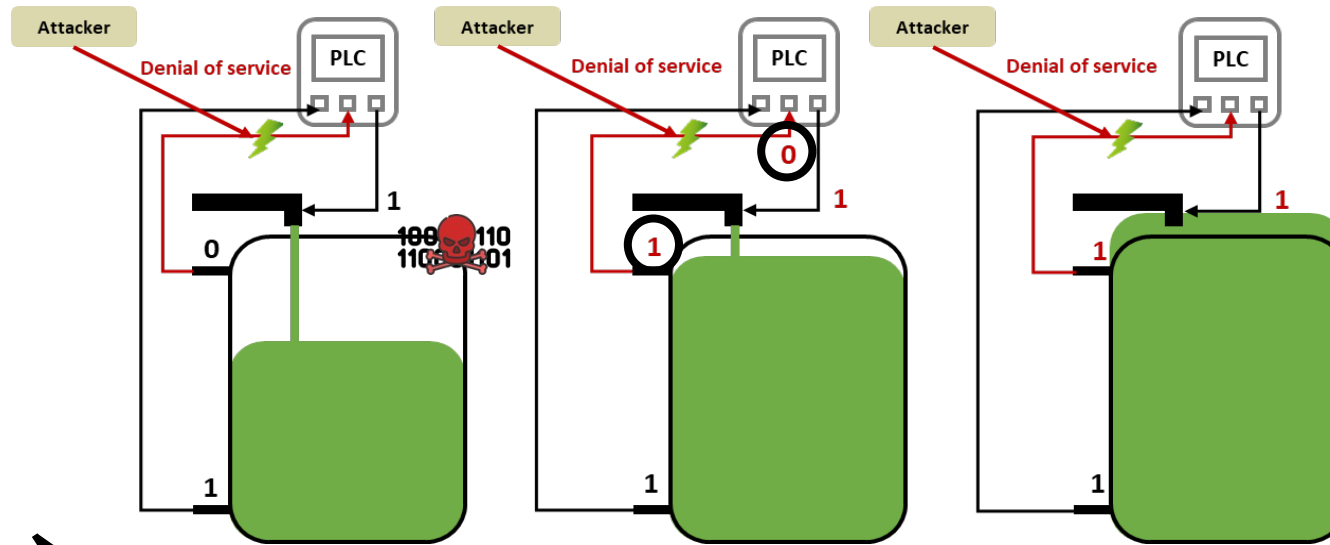 Attacker
PLC
Denial of service
1
0
1
Attacker
PLC
Denial of service
0
1
1
1
Attacker
PLC
Denial of service
1
1
1